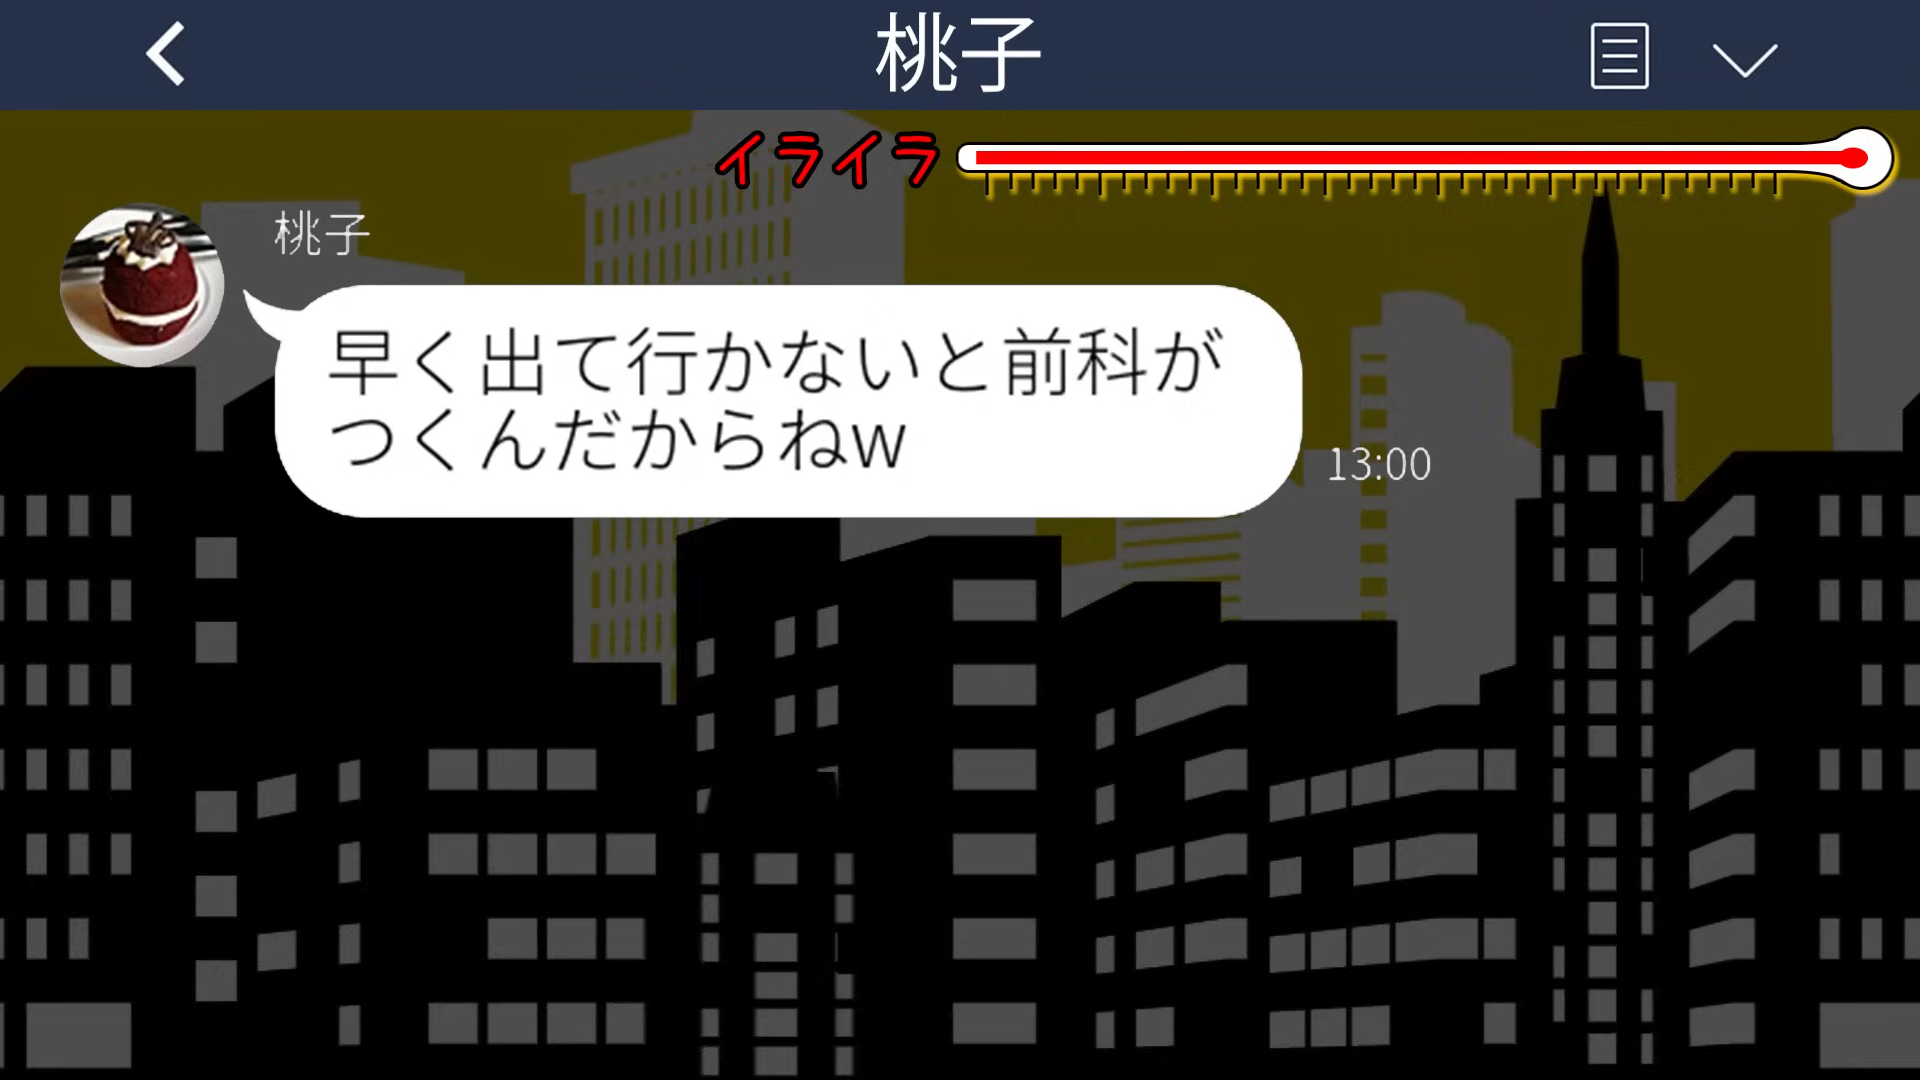 桃子
イライラ
桃子
早く出て行かないと前科が
つくんだからねw
13:00